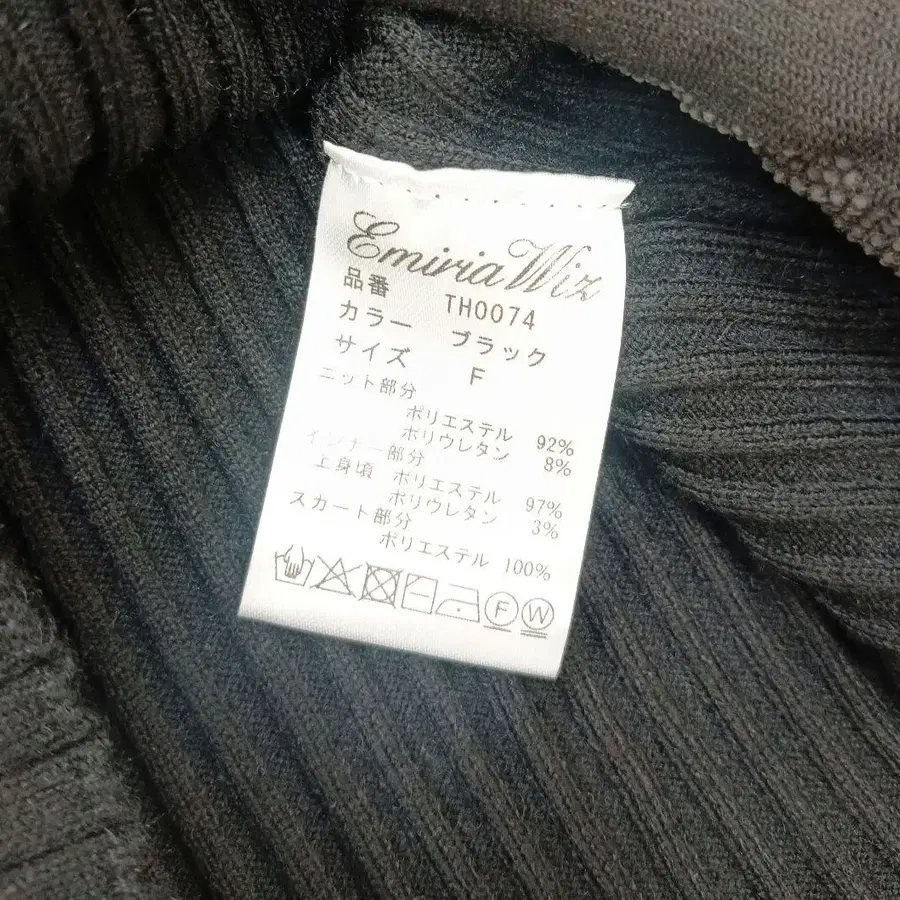 Emiria Wiz
品番 TH0074
カラー ブラック
サイズ F
ニット部分
ポリエステル 92%
ポリウレタン 8%
インナー部分
上身頃 ポリエステル 97%
ポリウレタン 3%
スカート部分
ポリエステル 100%
F W